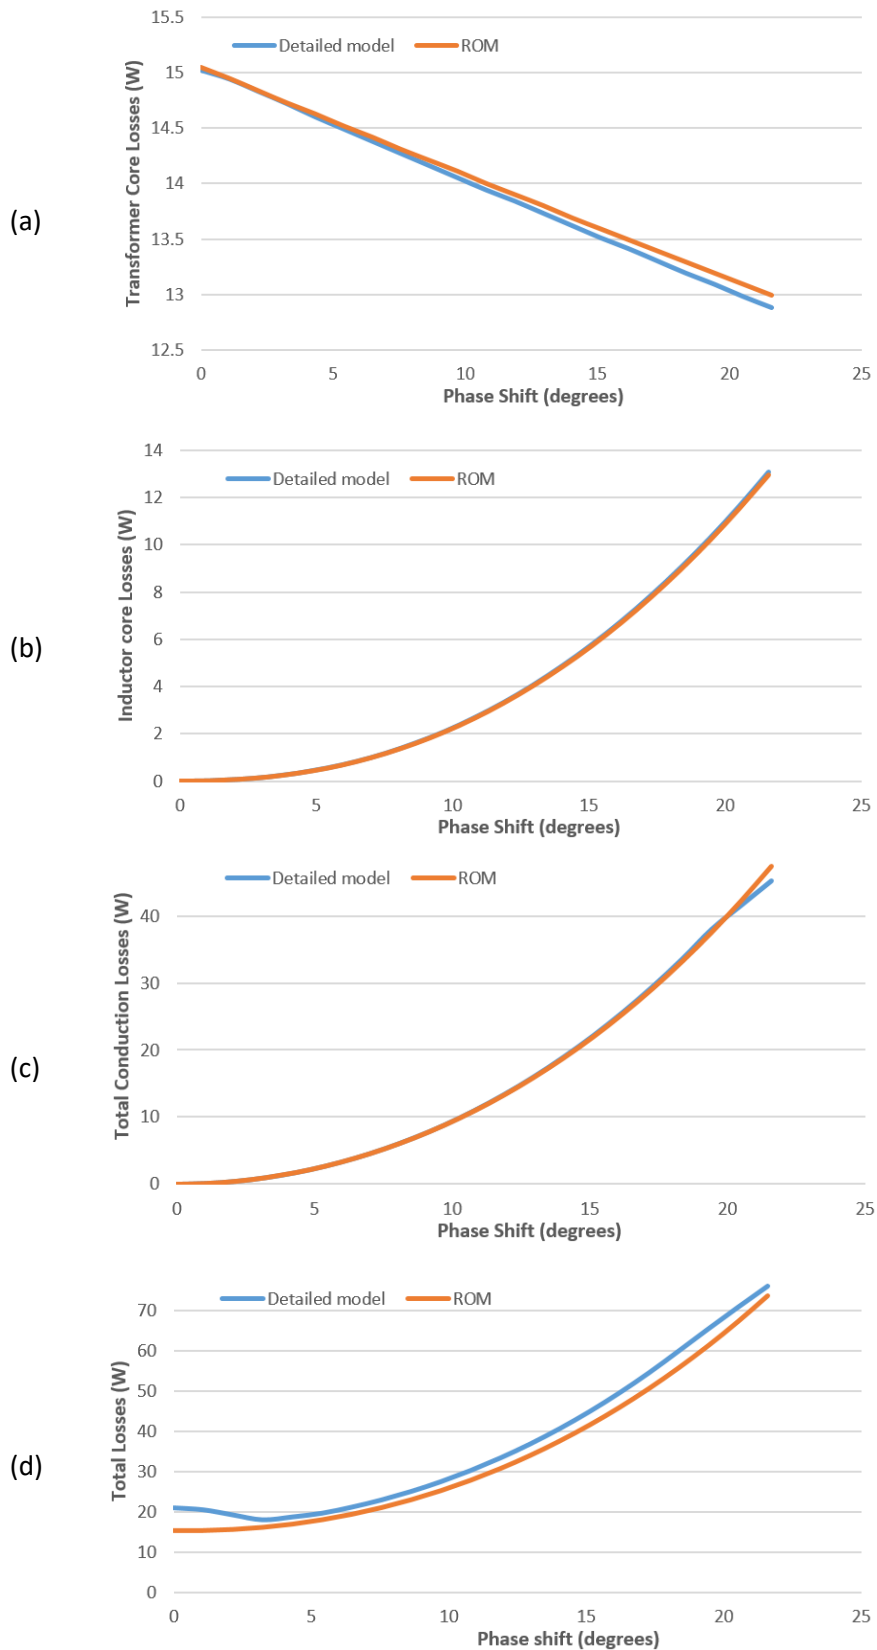 15.5
Detailed model ROM
15
14.5
14
13.5
13
12.5
0 5 10 15 20 25
Transformer Core Losses (W)
Phase Shift (degrees)
(a)
14
Detailed model ROM
12
10
8
6
4
2
0
0 5 10 15 20 25
Inductor core Losses (W)
Phase Shift (degrees)
(b)
Detailed model ROM
40
30
20
10
0
0 5 10 15 20 25
Total Conduction Losses (W)
Phase Shift (degrees)
(c)
Detailed model ROM
70
60
50
40
30
20
10
0
0 5 10 15 20 25
Total Losses (W)
Phase shift (degrees)
(d)